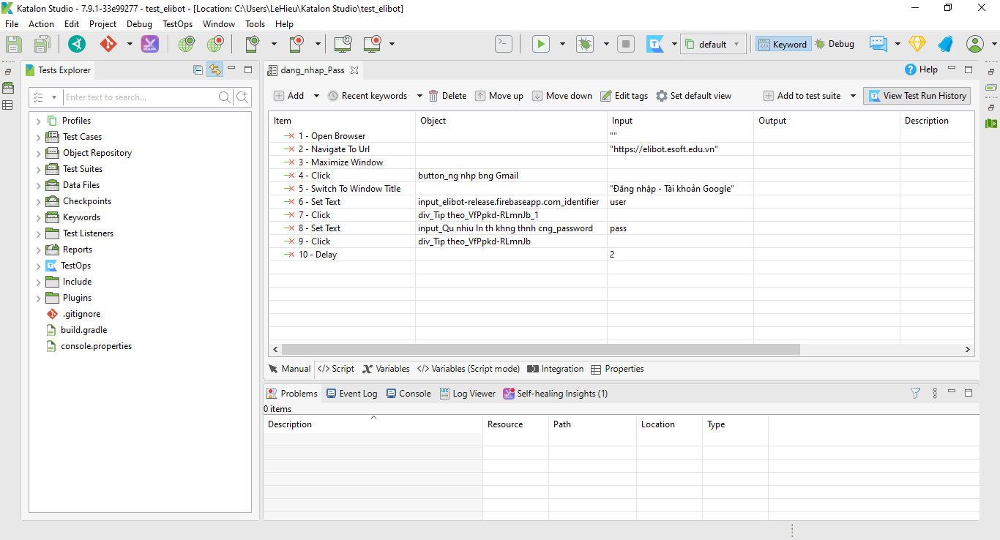 Katalon Studio - 7.9.1-33e99277 - test_elibot - [Location: C:\Users\LeHieu\Katalon Studio\test_elibot]
File Action Edit Project Debug TestOps Window Tools Help
default Keyword Debug
Tests Explorer
Enter text to search...
Profiles
Test Cases
Object Repository
Test Suites
Data Files
Checkpoints
Keywords
Test Listeners
Reports
TestOps
Include
Plugins
.gitignore
build.gradle
console.properties
dang_nhap_Pass Help
Add Recent keywords Delete Move up Move down Edit tags Set default view Add to test suite View Test Run History
Item Object Input Output Description
1 - Open Browser ""
2 - Navigate To Url "https://elibot.esoft.edu.vn"
3 - Maximize Window
4 - Click button_ng nhp bng Gmail
5 - Switch To Window Title "Đăng nhập - Tài khoản Google"
6 - Set Text input_elibot-release.firebaseapp.com_identifier user
7 - Click div_Tip theo_VfPpkd-RLmnJb_1
8 - Set Text input_Qu nhiu ln th khng thnh cng_password pass
9 - Click div_Tip theo_VfPpkd-RLmnJb
10 - Delay 2
Manual </> Script Variables </> Variables (Script mode) Integration Properties
Problems Event Log Console Log Viewer Self-healing Insights (1)
0 items
Description Resource Path Location Type